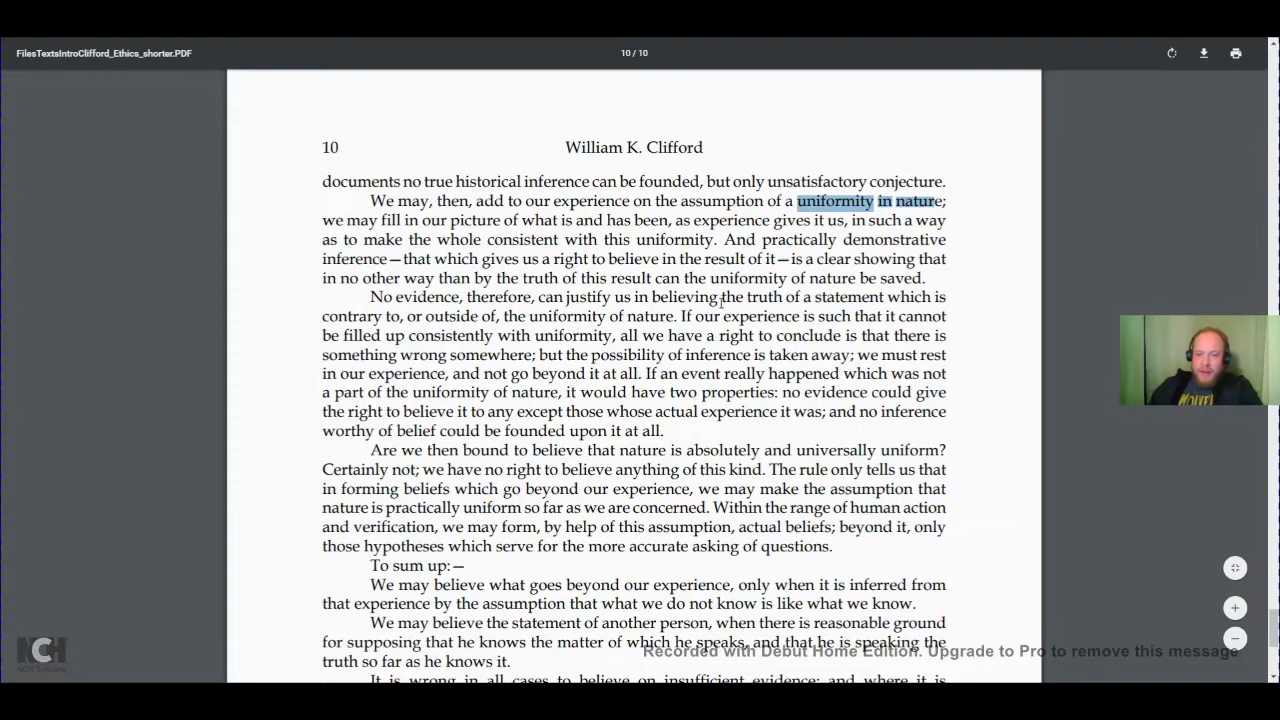 FilesTextsIntroClifford_Ethics_shorter.PDF
10 / 10
10
William K. Clifford
documents no true historical inference can be founded, but only unsatisfactory conjecture.
We may, then, add to our experience on the assumption of a uniformity in nature;
we may fill in our picture of what is and has been, as experience gives it us, in such a way
as to make the whole consistent with this uniformity. And practically demonstrative
inference—that which gives us a right to believe in the result of it—is a clear showing that
in no other way than by the truth of this result can the uniformity of nature be saved.
No evidence, therefore, can justify us in believing the truth of a statement which is
contrary to, or outside of, the uniformity of nature. If our experience is such that it cannot
be filled up consistently with uniformity, all we have a right to conclude is that there is
something wrong somewhere; but the possibility of inference is taken away; we must rest
in our experience, and not go beyond it at all. If an event really happened which was not
a part of the uniformity of nature, it would have two properties: no evidence could give
the right to believe it to any except those whose actual experience it was; and no inference
worthy of belief could be founded upon it at all.
Are we then bound to believe that nature is absolutely and universally uniform?
Certainly not; we have no right to believe anything of this kind. The rule only tells us that
in forming beliefs which go beyond our experience, we may make the assumption that
nature is practically uniform so far as we are concerned. Within the range of human action
and verification, we may form, by help of this assumption, actual beliefs; beyond it, only
those hypotheses which serve for the more accurate asking of questions.
To sum up:—
We may believe what goes beyond our experience, only when it is inferred from
that experience by the assumption that what we do not know is like what we know.
We may believe the statement of another person, when there is reasonable ground
for supposing that he knows the matter of which he speaks, and that he is speaking the
truth so far as he knows it.
It is wrong in all cases to believe on insufficient evidence; and where it is
NCH
Recorded with Debut Home Edition. Upgrade to Pro to remove this message